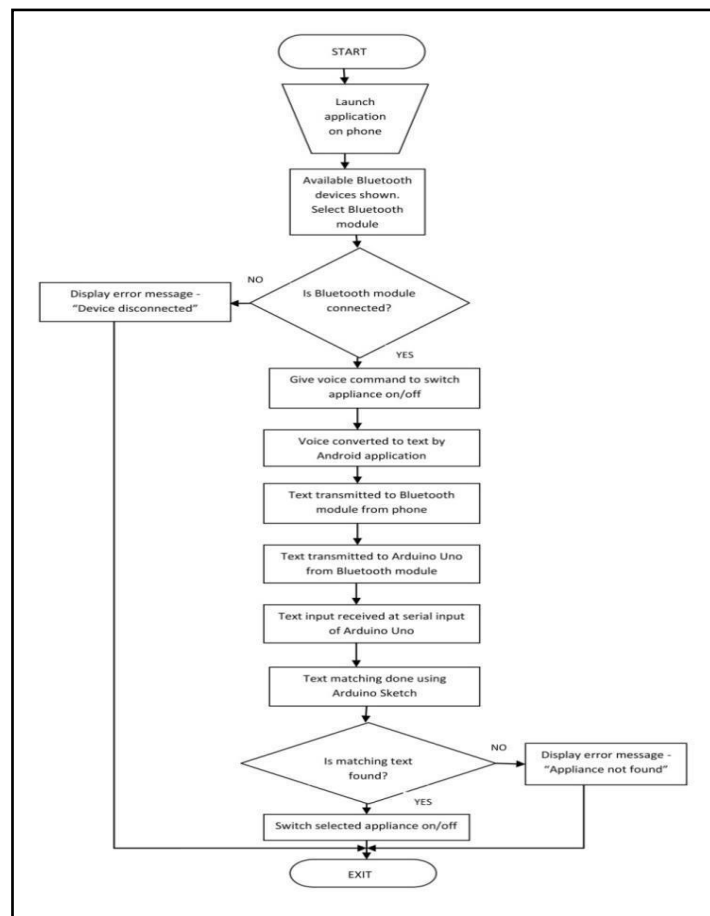 START
Launch
application
on phone
Available Bluetooth
devices shown.
Select Bluetooth
module
NO
Display error message -
“Device disconnected”
Is Bluetooth module
connected?
YES
Give voice command to switch
appliance on/off
Voice converted to text by
Android application
Text transmitted to Bluetooth
module from phone
Text transmitted to Arduino Uno
from Bluetooth module
Text input received at serial input
of Arduino Uno
Text matching done using
Arduino Sketch
Is matching text
found?
NO
Display error message -
“Appliance not found”
YES
Switch selected appliance on/off
EXIT